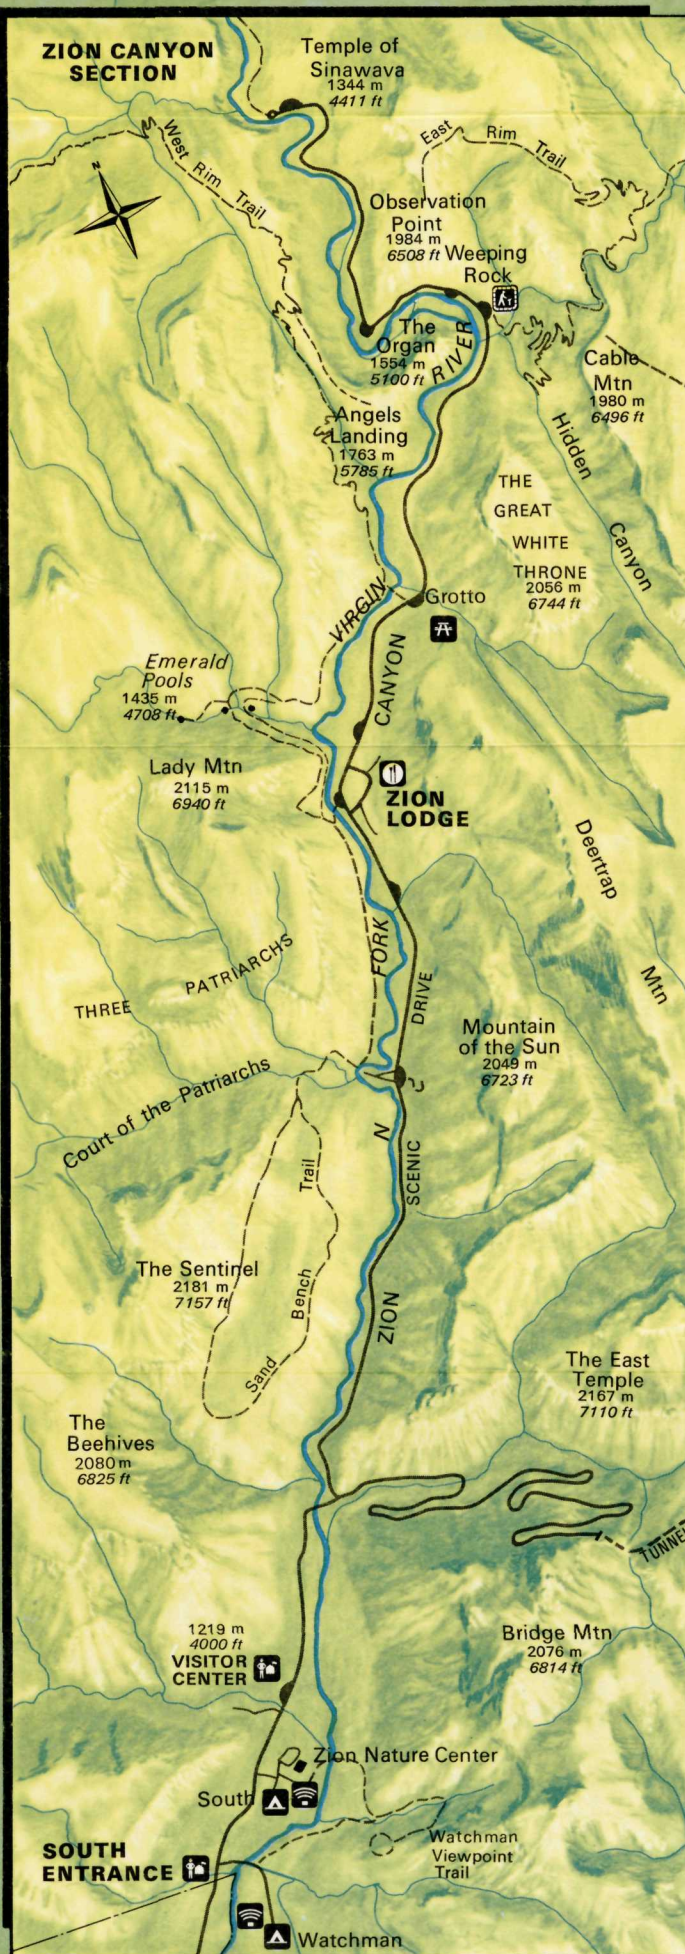 ZION CANYON
SECTION
Temple of
Sinawava
1344 m
4411 ft
West Rim Trail
East Rim Trail
N
Observation
Point
1984 m
6508 ft
Weeping
Rock
The
Organ
1554 m
5100 ft
RIVER
Cable
Mtn
1980 m
6496 ft
Angels
Landing
1763 m
5785 ft
Hidden Canyon
THE
GREAT
WHITE
THRONE
2056 m
6744 ft
VIRGIN
Grotto
CANYON
Emerald
Pools
1435 m
4708 ft
Lady Mtn
2115 m
6940 ft
ZION
LODGE
Deertrap
Mtn
FORK
THREE PATRIARCHS
DRIVE
Mountain
of the Sun
2049 m
6723 ft
Court of the Patriarchs
N
SCENIC
Trail
The Sentinel
2181 m
7157 ft
Bench
Sand
ZION
The East
Temple
2167 m
7110 ft
The
Beehives
2080 m
6825 ft
TUNNEL
1219 m
4000 ft
VISITOR
CENTER
Bridge Mtn
2076 m
6814 ft
Zion Nature Center
South
Watchman
Viewpoint
Trail
SOUTH
ENTRANCE
Watchman